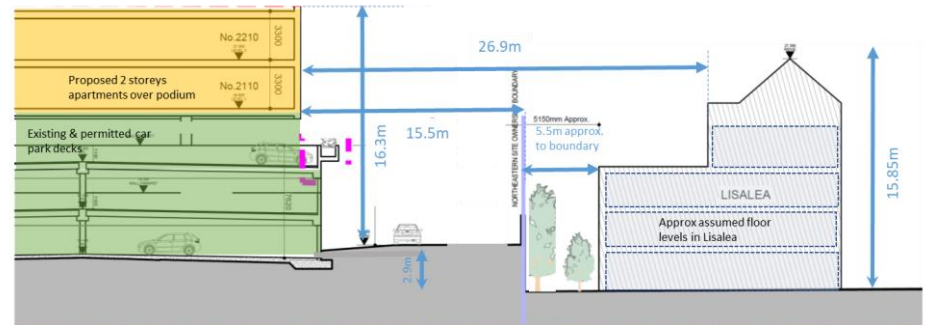 No.2210
3300
26.9m
Proposed 2 storeys
apartments over podium
No.2110
3300
NORTHEASTERN SITE OWNERSHIP BOUNDARY
Existing & permitted car
park decks
15.5m
16.3m
5150mm Approx.
5.5m approx.
to boundary
15.85m
LISALEA
Approx assumed floor
levels in Lisalea
2.9m